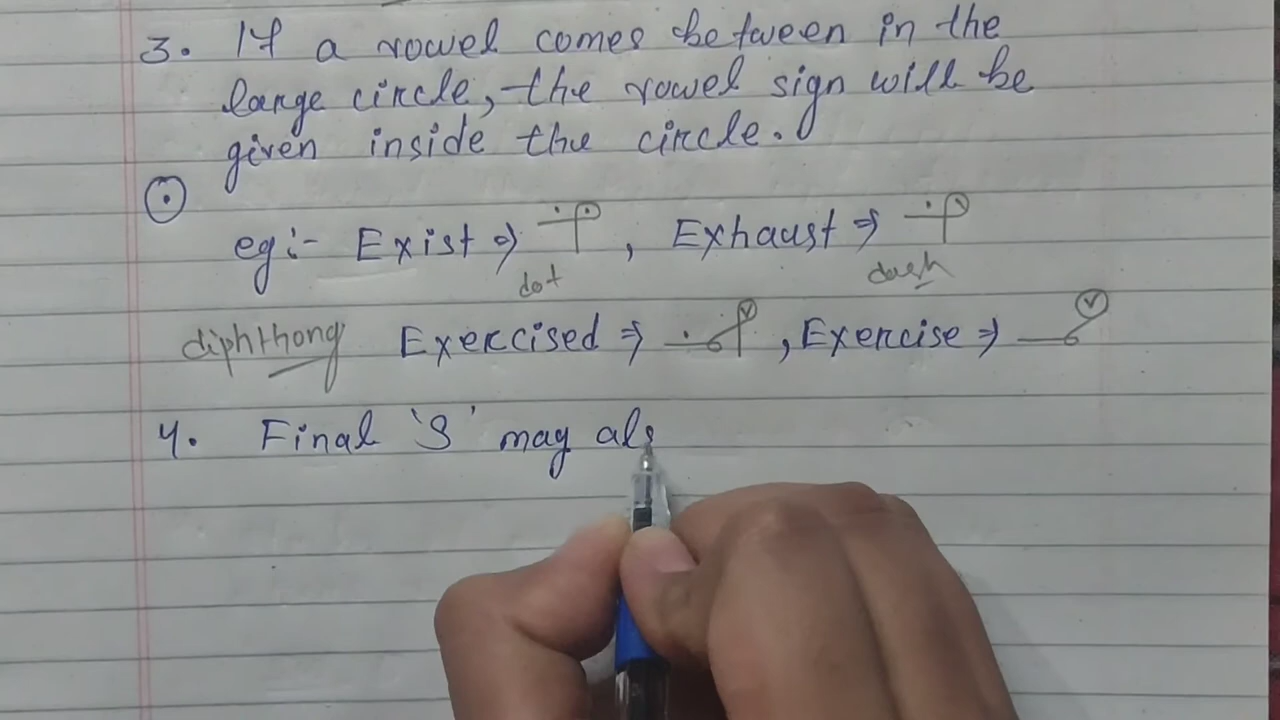 3. If a vowel comes between in the
large circle, the vowel sign will be
given inside the circle.
eg:- Exist ⇒ , Exhaust ⇒
dot dash
diphthong Exercised ⇒ , Exercise ⇒
4. Final 'S' may als